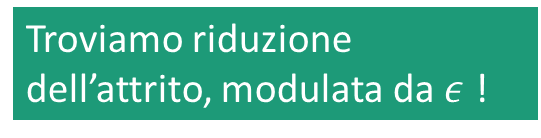 Troviamo riduzione
dell’attrito, modulata da ϵ !